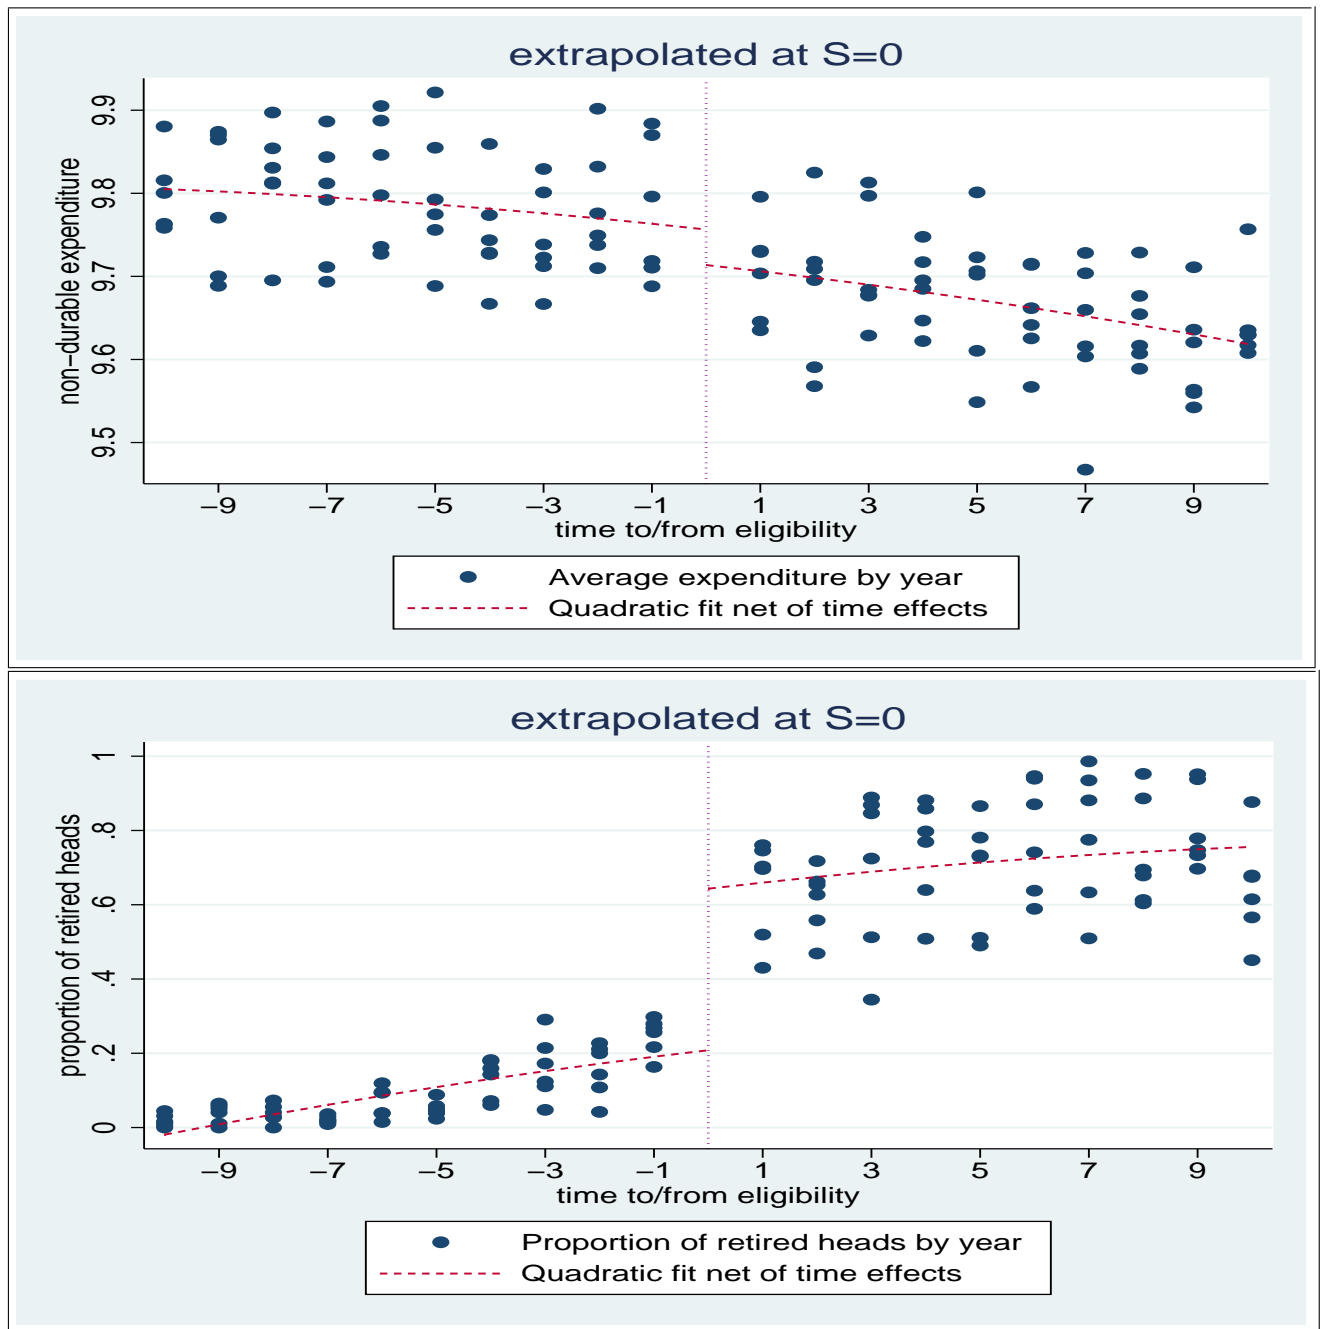 extrapolated at S=0
non−durable expenditure
9.9
9.8
9.7
9.6
9.5
−9 −7 −5 −3 −1 1 3 5 7 9
time to/from eligibility
Average expenditure by year
Quadratic fit net of time effects
extrapolated at S=0
proportion of retired heads
1
.8
.6
.4
.2
0
−9 −7 −5 −3 −1 1 3 5 7 9
time to/from eligibility
Proportion of retired heads by year
Quadratic fit net of time effects